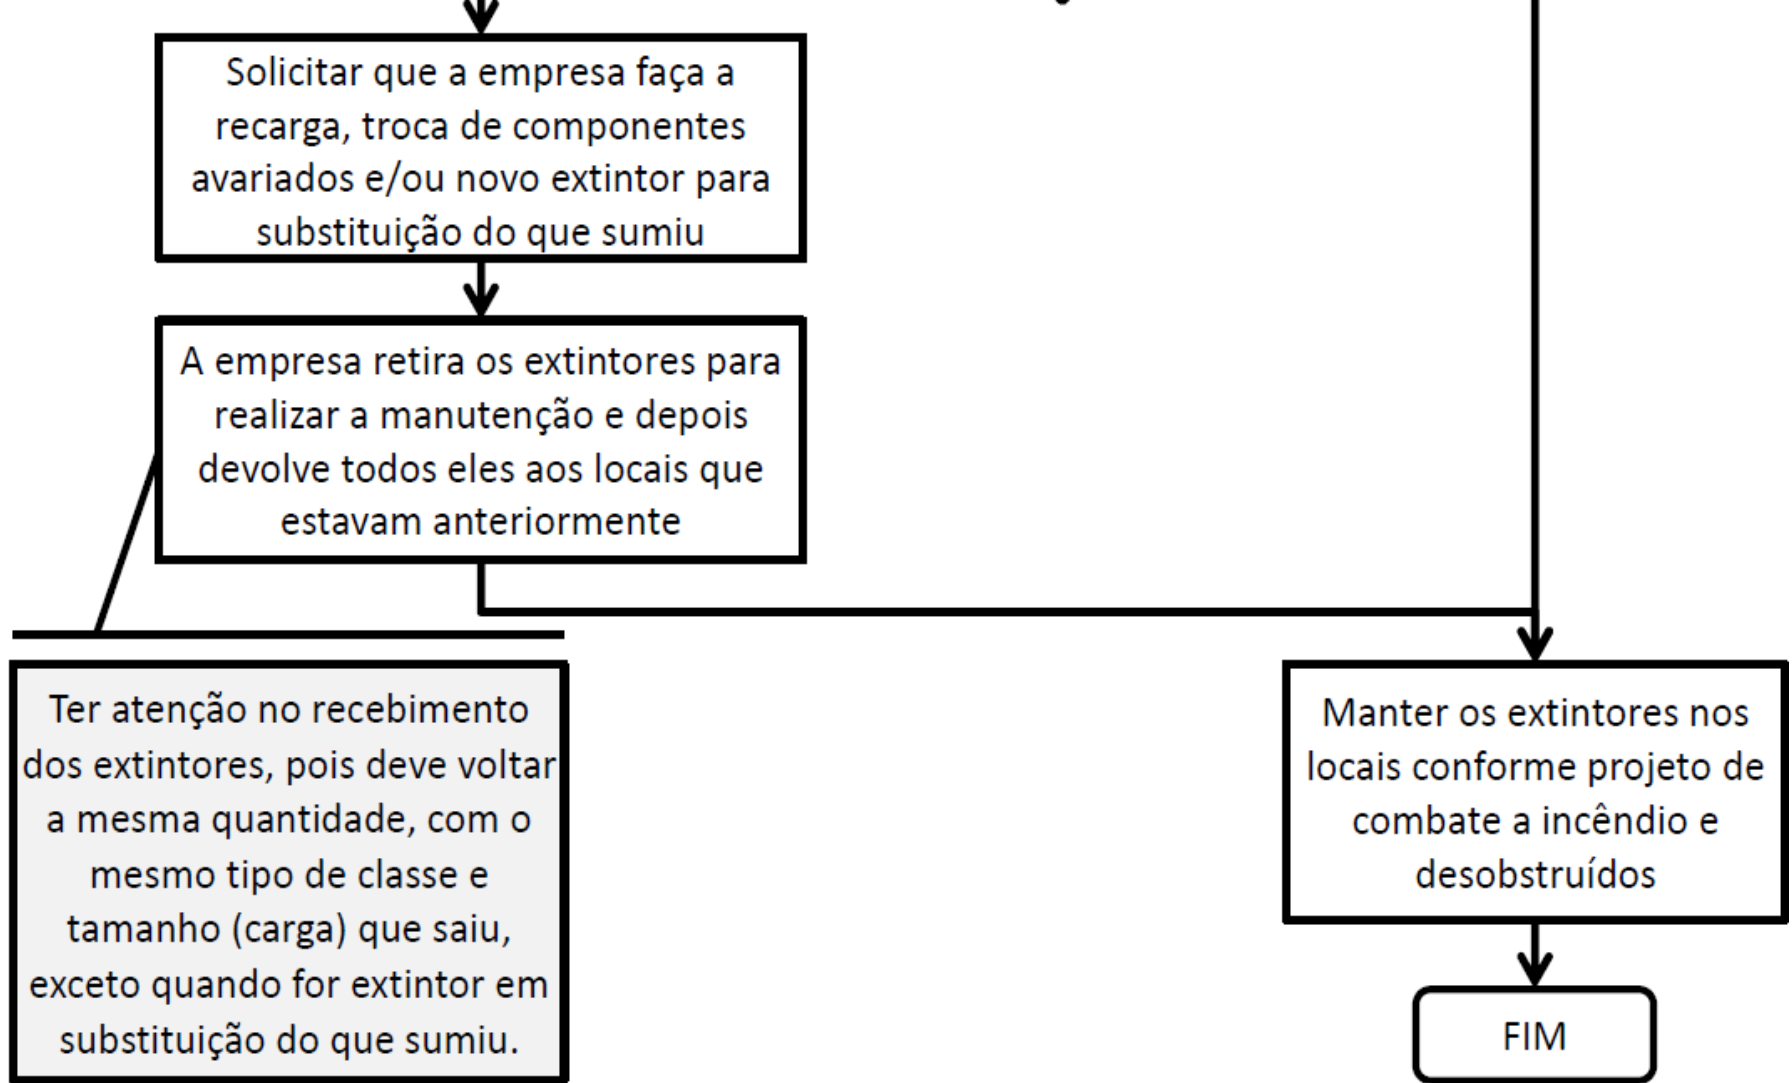 Solicitar que a empresa faça a
recarga, troca de componentes
avariados e/ou novo extintor para
substituição do que sumiu
A empresa retira os extintores para
realizar a manutenção e depois
devolve todos eles aos locais que
estavam anteriormente
Ter atenção no recebimento
dos extintores, pois deve voltar
a mesma quantidade, com o
mesmo tipo de classe e
tamanho (carga) que saiu,
exceto quando for extintor em
substituição do que sumiu.
Manter os extintores nos
locais conforme projeto de
combate a incêndio e
desobstruídos
FIM